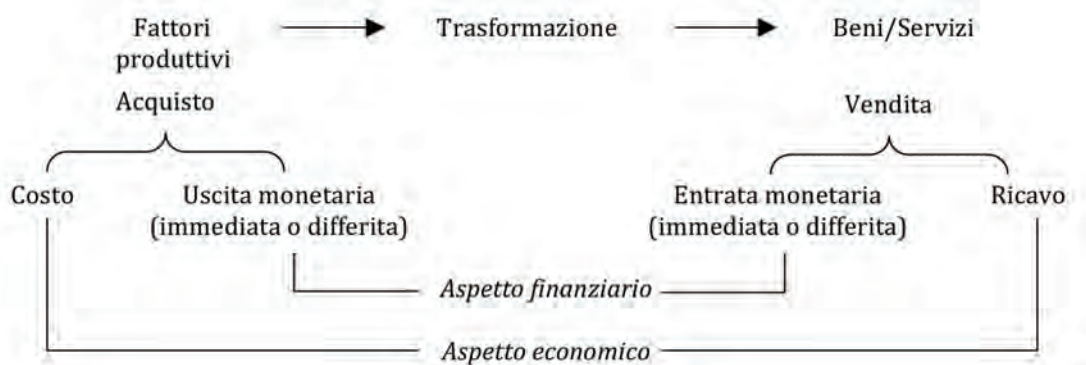 Fattori produttivi
Trasformazione
Beni/Servizi
Acquisto
Vendita
Costo
Uscita monetaria
(immediata o differita)
Entrata monetaria
(immediata o differita)
Ricavo
Aspetto finanziario
Aspetto economico